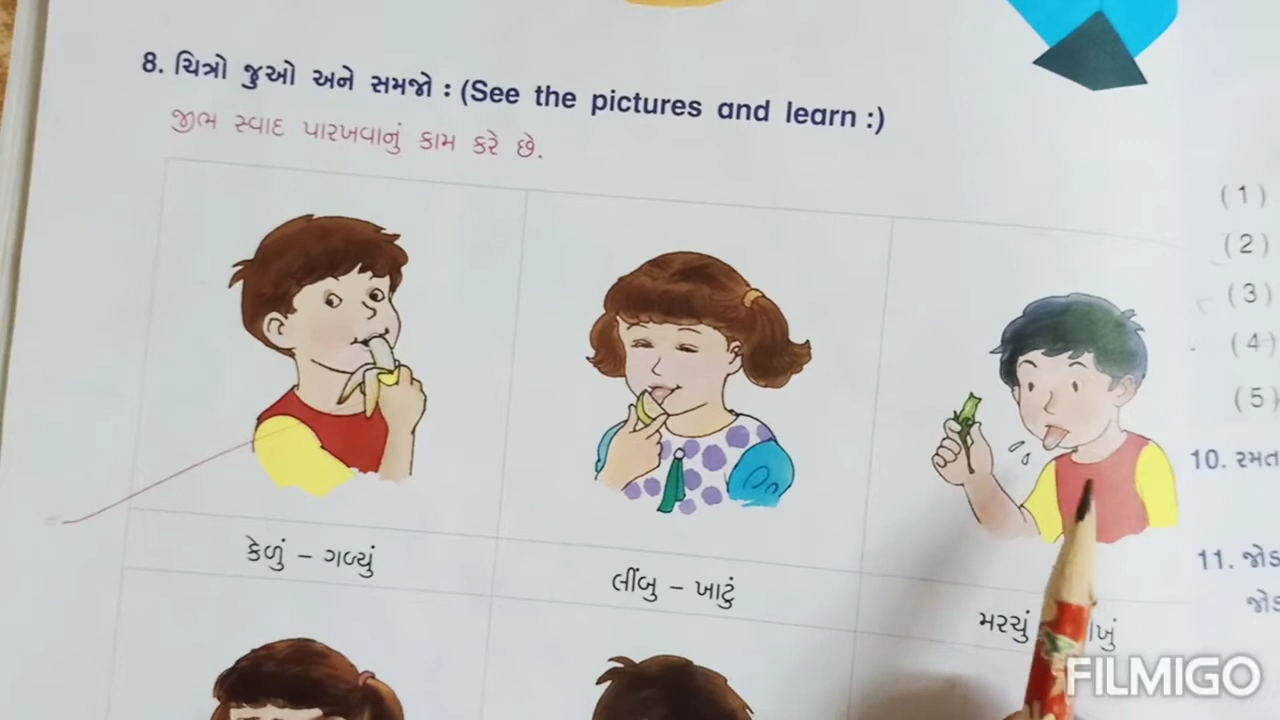 8. ચિત્રો જુઓ અને સમજો : (See the pictures and learn :)
જીભ સ્વાદ પારખવાનું કામ કરે છે.
કેળું – ગળ્યું
લીંબુ – ખાટું
મરચું
(1)
(2)
(3)
(4)
(5)
10. રમત
11. જોડ
જોડ
FILMIGO